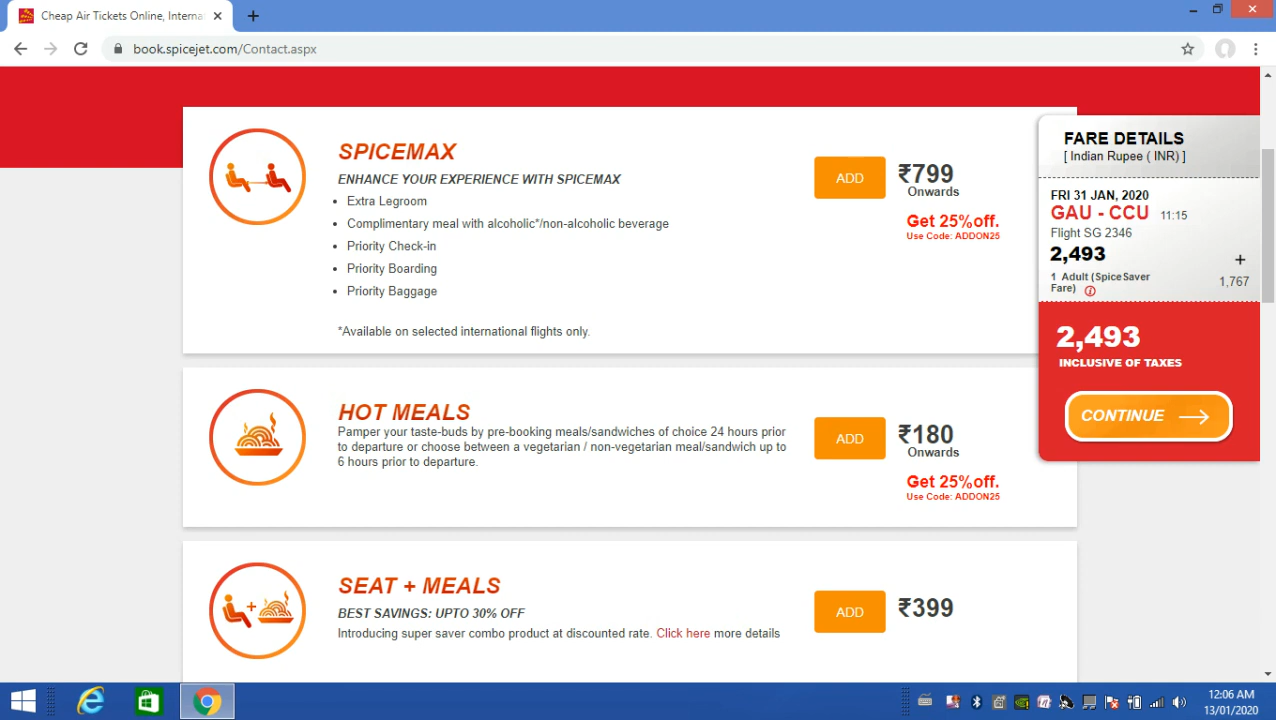 Cheap Air Tickets Online, Interna
book.spicejet.com/Contact.aspx
SPICEMAX
ENHANCE YOUR EXPERIENCE WITH SPICEMAX
• Extra Legroom
• Complimentary meal with alcoholic*/non-alcoholic beverage
• Priority Check-in
• Priority Boarding
• Priority Baggage
*Available on selected international flights only.
ADD
₹799
Onwards
Get 25%off.
Use Code: ADDON25
HOT MEALS
Pamper your taste-buds by pre-booking meals/sandwiches of choice 24 hours prior
to departure or choose between a vegetarian / non-vegetarian meal/sandwich up to
6 hours prior to departure.
ADD
₹180
Onwards
Get 25%off.
Use Code: ADDON25
SEAT + MEALS
BEST SAVINGS: UPTO 30% OFF
Introducing super saver combo product at discounted rate. Click here more details
ADD
₹399
FARE DETAILS
[ Indian Rupee ( INR) ]
FRI 31 JAN, 2020
GAU - CCU 11:15
Flight SG 2346
2,493 +
1 Adult (SpiceSaver
Fare) 1,767
2,493
INCLUSIVE OF TAXES
CONTINUE
12:06 AM
13/01/2020